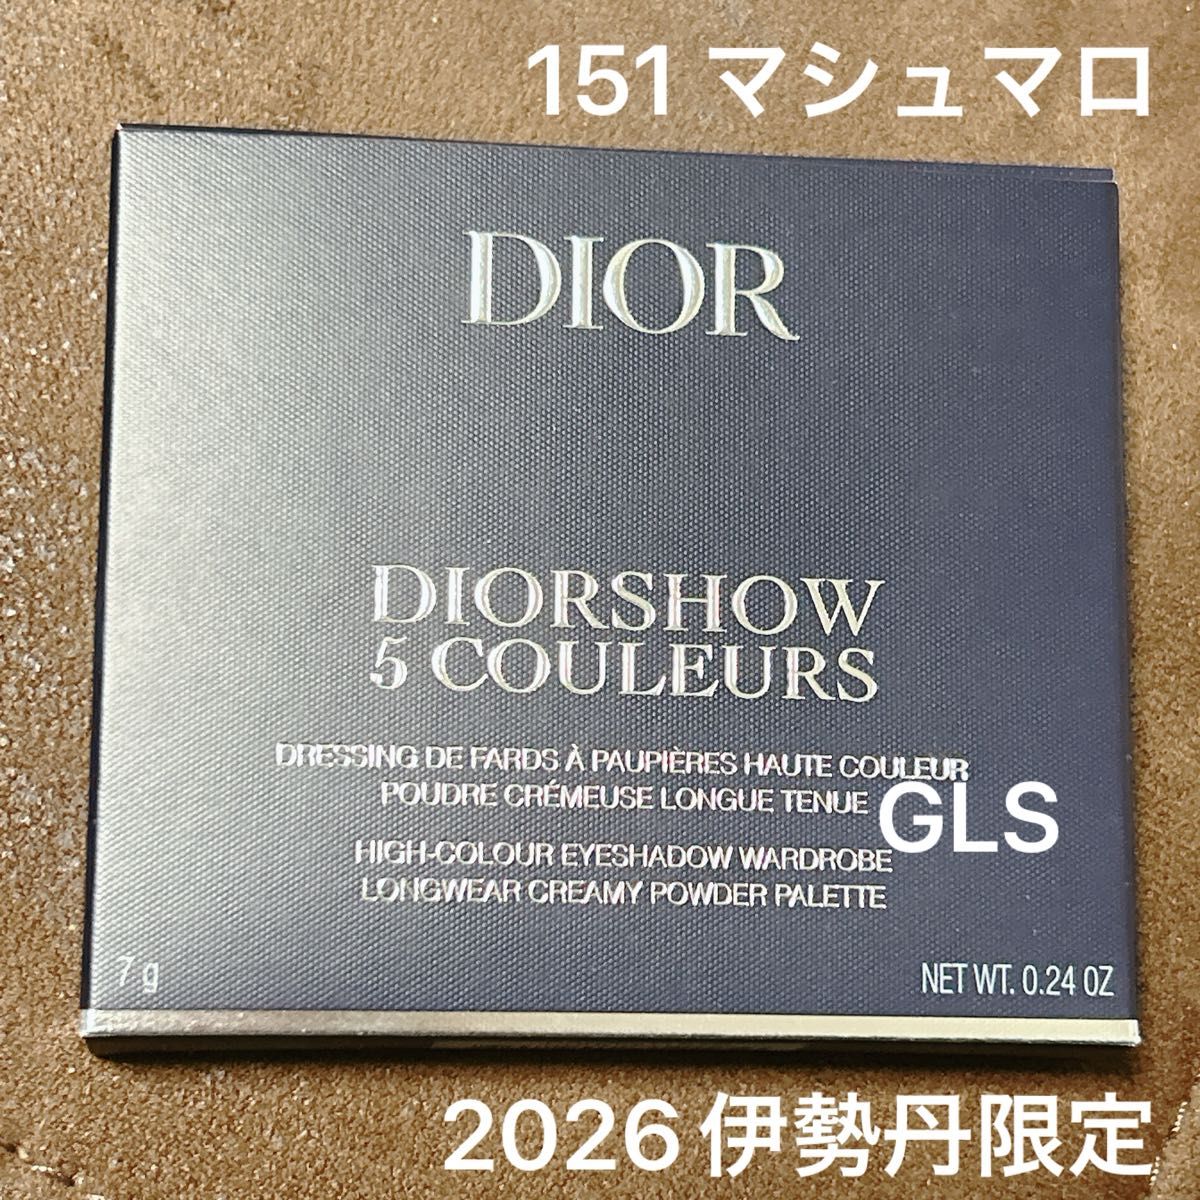 151 マシュマロ
DIOR
DIORSHOW
5 COULEURS
DRESSING DE FARDS À PAUPIÈRES HAUTE COULEUR
POUDRE CRÉMEUSE LONGUE TENUE
GLS
HIGH-COLOUR EYESHADOW WARDROBE
LONGWEAR CREAMY POWDER PALETTE
7 g
NET WT. 0.24 OZ
2026 伊勢丹限定